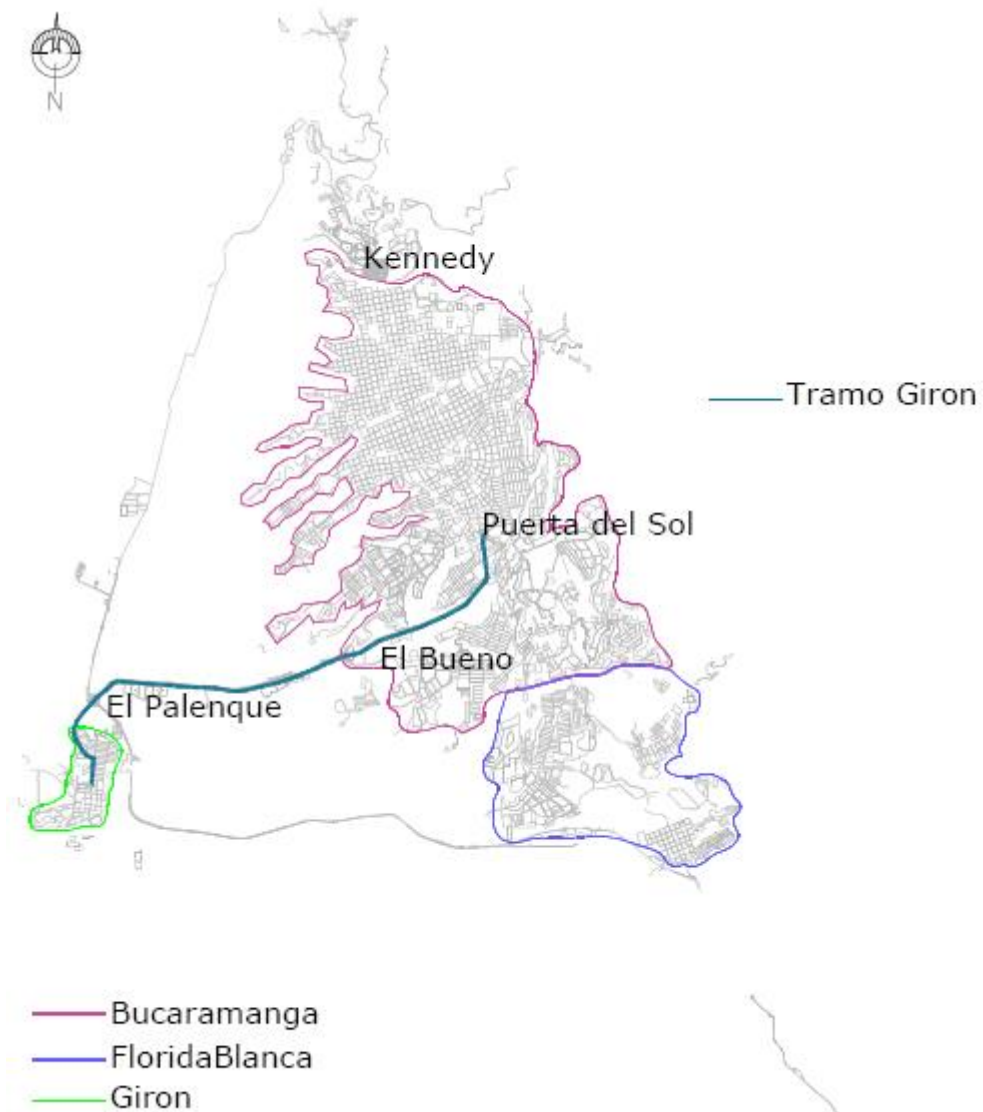 N
Kennedy
Tramo Giron
Puerta del Sol
El Bueno
El Palenque
Bucaramanga
FloridaBlanca
Giron